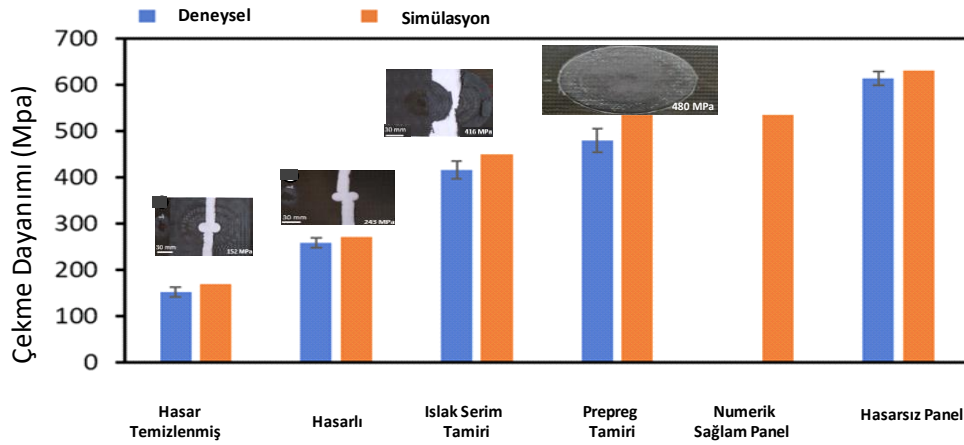 Deneysel
Simülasyon
Çekme Dayanımı (Mpa)
700
600
500
400
300
200
100
0
30 mm
152 MPa
30 mm
243 MPa
30 mm
416 MPa
480 MPa
Hasar
Temizlenmiş
Hasarlı
Islak Serim
Tamiri
Prepreg
Tamiri
Numerik
Sağlam Panel
Hasarsız Panel